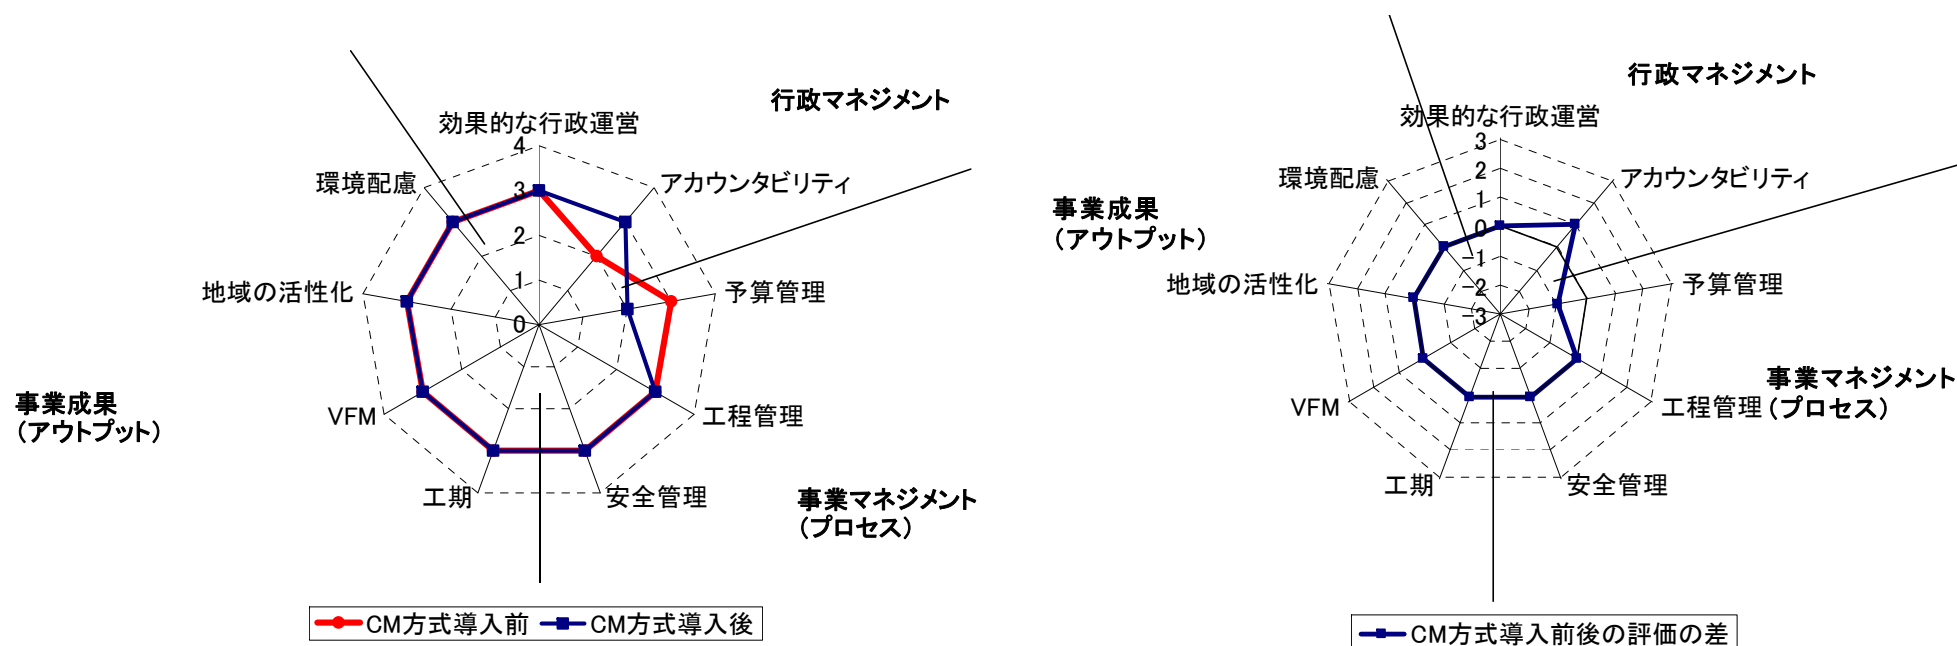 行政マネジメント
効果的な行政運営
4
3
2
1
0
環境配慮
アカウンタビリティ
地域の活性化
予算管理
事業成果
（アウトプット）
VFM
工程管理
工期
安全管理
事業マネジメント
（プロセス）
CM方式導入前
CM方式導入後
行政マネジメント
効果的な行政運営
3
2
1
0
-1
-2
-3
環境配慮
アカウンタビリティ
事業成果
（アウトプット）
地域の活性化
予算管理
事業マネジメント
（プロセス）
VFM
工程管理
工期
安全管理
CM方式導入前後の評価の差